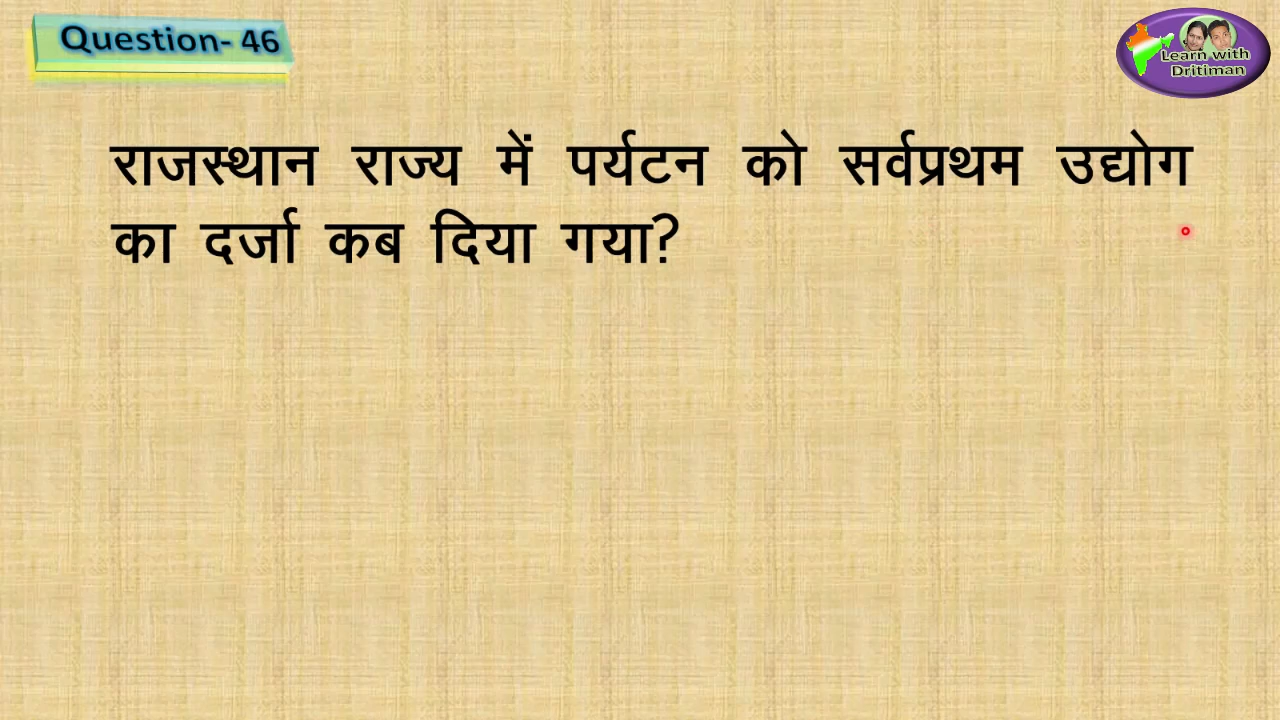 Question- 46
Learn with
Dritiman
राजस्थान राज्य में पर्यटन को सर्वप्रथम उद्योग
का दर्जा कब दिया गया?